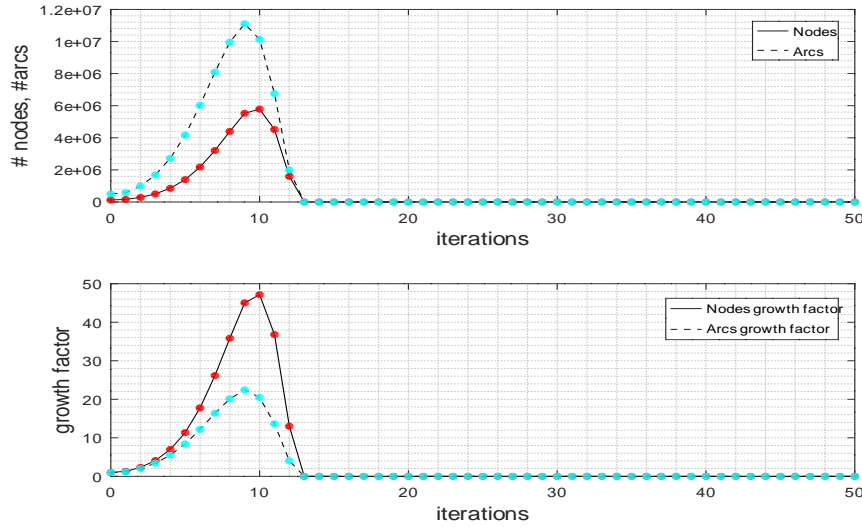 1.2e+07
1e+07
8e+06
6e+06
4e+06
2e+06
0
# nodes, #arcs
Nodes
Arcs
0 10 20 30 40 50
iterations
50
40
30
20
10
0
growth factor
Nodes growth factor
Arcs growth factor
0 10 20 30 40 50
iterations